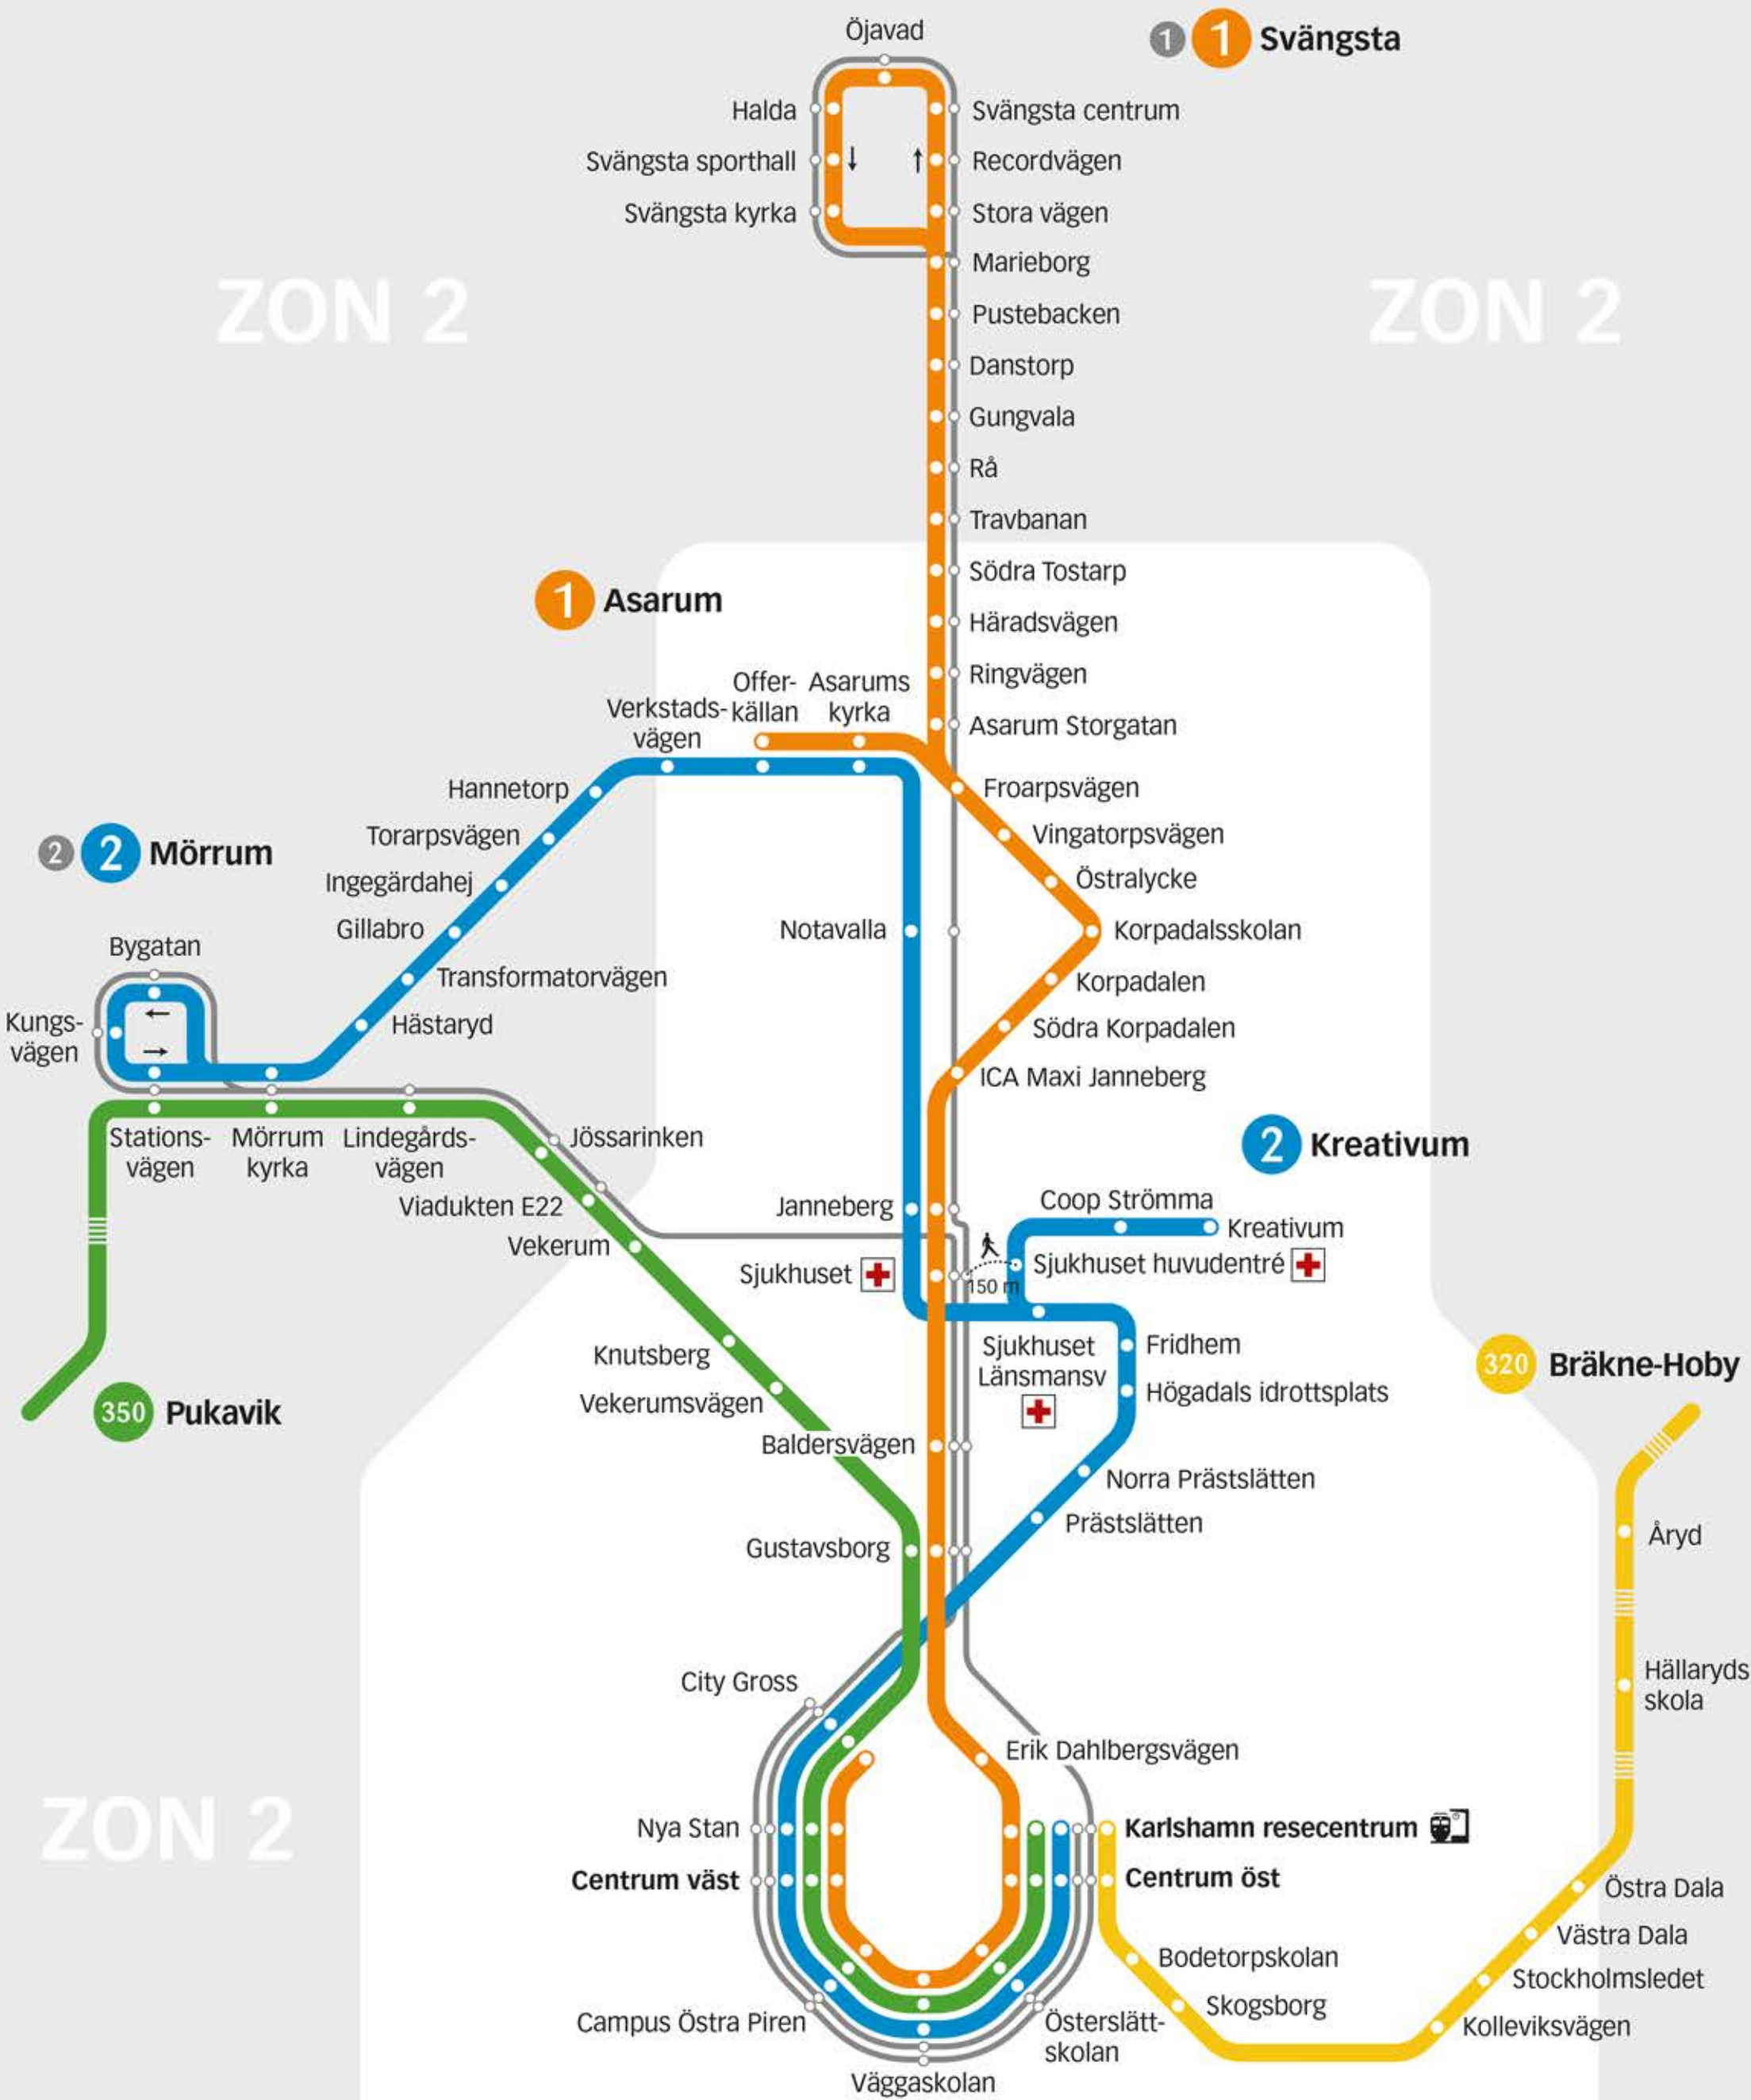 Öjavad
1 1 Svängsta
Halda
Svängsta centrum
Svängsta sporthall
Recordvägen
Svängsta kyrka
Stora vägen
Marieborg
ZON 2
ZON 2
Pustebacken
Danstorp
Gungvala
Rå
Travbanan
Södra Tostarp
1 Asarum
Häradsvägen
Ringvägen
Offer-
källan
Asarums
kyrka
Verkstads-
vägen
Asarum Storgatan
Hannetorp
Froarpsvägen
Torarpsvägen
Vingatorpsvägen
2 2 Mörrum
Ingegärdahej
Östralycke
Gillabro
Notavalla
Korpadalsskolan
Bygatan
Transformatorvägen
Korpadalen
Kungs-
vägen
Hästaryd
Södra Korpadalen
ICA Maxi Janneberg
Stations-
vägen
Mörrum
kyrka
Lindegårds-
vägen
Jössarinken
2 Kreativum
Viadukten E22
Janneberg
Coop Strömma
Kreativum
Vekerum
Sjukhuset
150 m
Sjukhuset huvudentré
Knutsberg
Sjukhuset
Länsmansv
Fridhem
320 Bräkne-Hoby
350 Pukavik
Vekerumsvägen
Högadals idrottsplats
Baldersvägen
Norra Prästslätten
Prästslätten
Åryd
Gustavsborg
City Gross
Hällaryds
skola
Erik Dahlbergsvägen
ZON 2
Nya Stan
Karlshamn resecentrum
Centrum väst
Centrum öst
Östra Dala
Västra Dala
Bodetorpskolan
Stockholmsledet
Skogsborg
Campus Östra Piren
Österslätt-
skolan
Kolleviksvägen
Väggaskolan